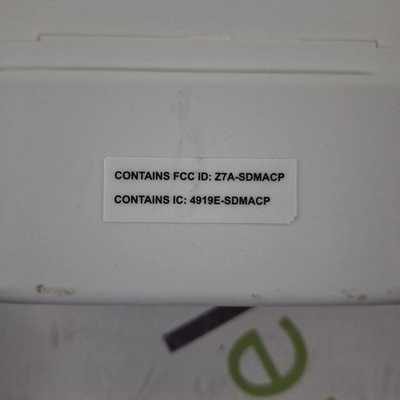 CONTAINS FCC ID: Z7A-SDMACP
CONTAINS IC: 4919E-SDMACP
e